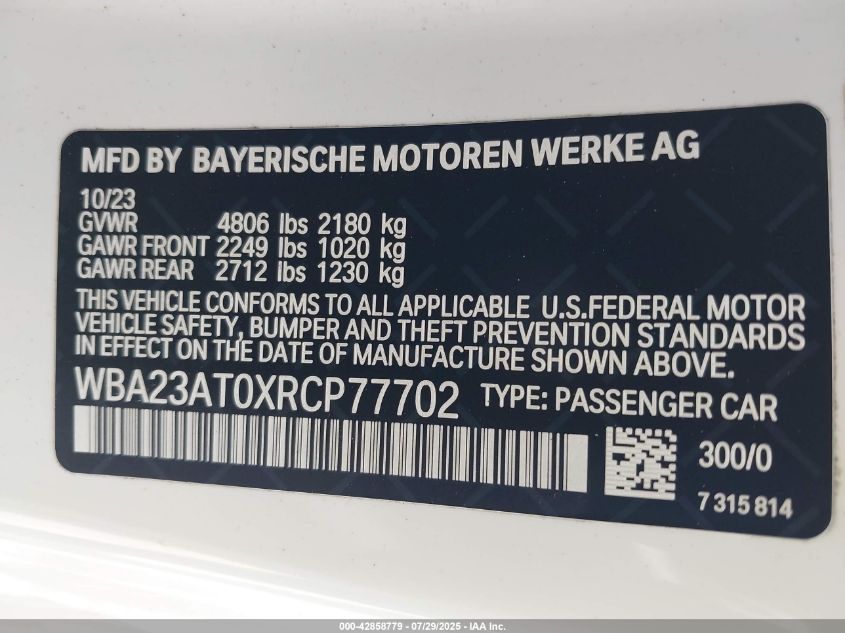 MFD BY BAYERISCHE MOTOREN WERKE AG
10/23
GVWR 4806 lbs 2180 kg
GAWR FRONT 2249 lbs 1020 kg
GAWR REAR 2712 lbs 1230 kg
THIS VEHICLE CONFORMS TO ALL APPLICABLE U.S.FEDERAL MOTOR
VEHICLE SAFETY, BUMPER AND THEFT PREVENTION STANDARDS
IN EFFECT ON THE DATE OF MANUFACTURE SHOWN ABOVE.
WBA23AT0XRCP77702 TYPE: PASSENGER CAR
300/0
7 315 814
000-42858779 - 07/29/2025 - IAA Inc.